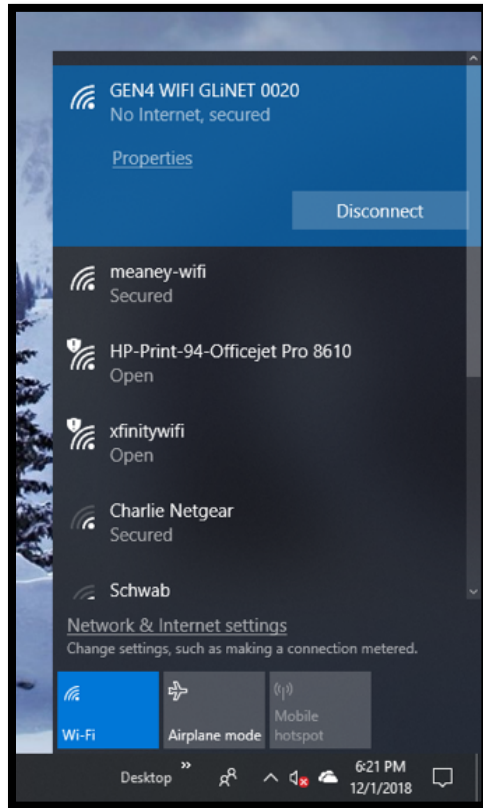 GEN4 WIFI GLiNET 0020
No Internet, secured
Properties
Disconnect
meaney-wifi
Secured
HP-Print-94-Officejet Pro 8610
Open
xfinitywifi
Open
Charlie Netgear
Secured
Schwab
Network & Internet settings
Change settings, such as making a connection metered.
Wi-Fi
Airplane mode
Mobile
hotspot
Desktop
6:21 PM
12/1/2018